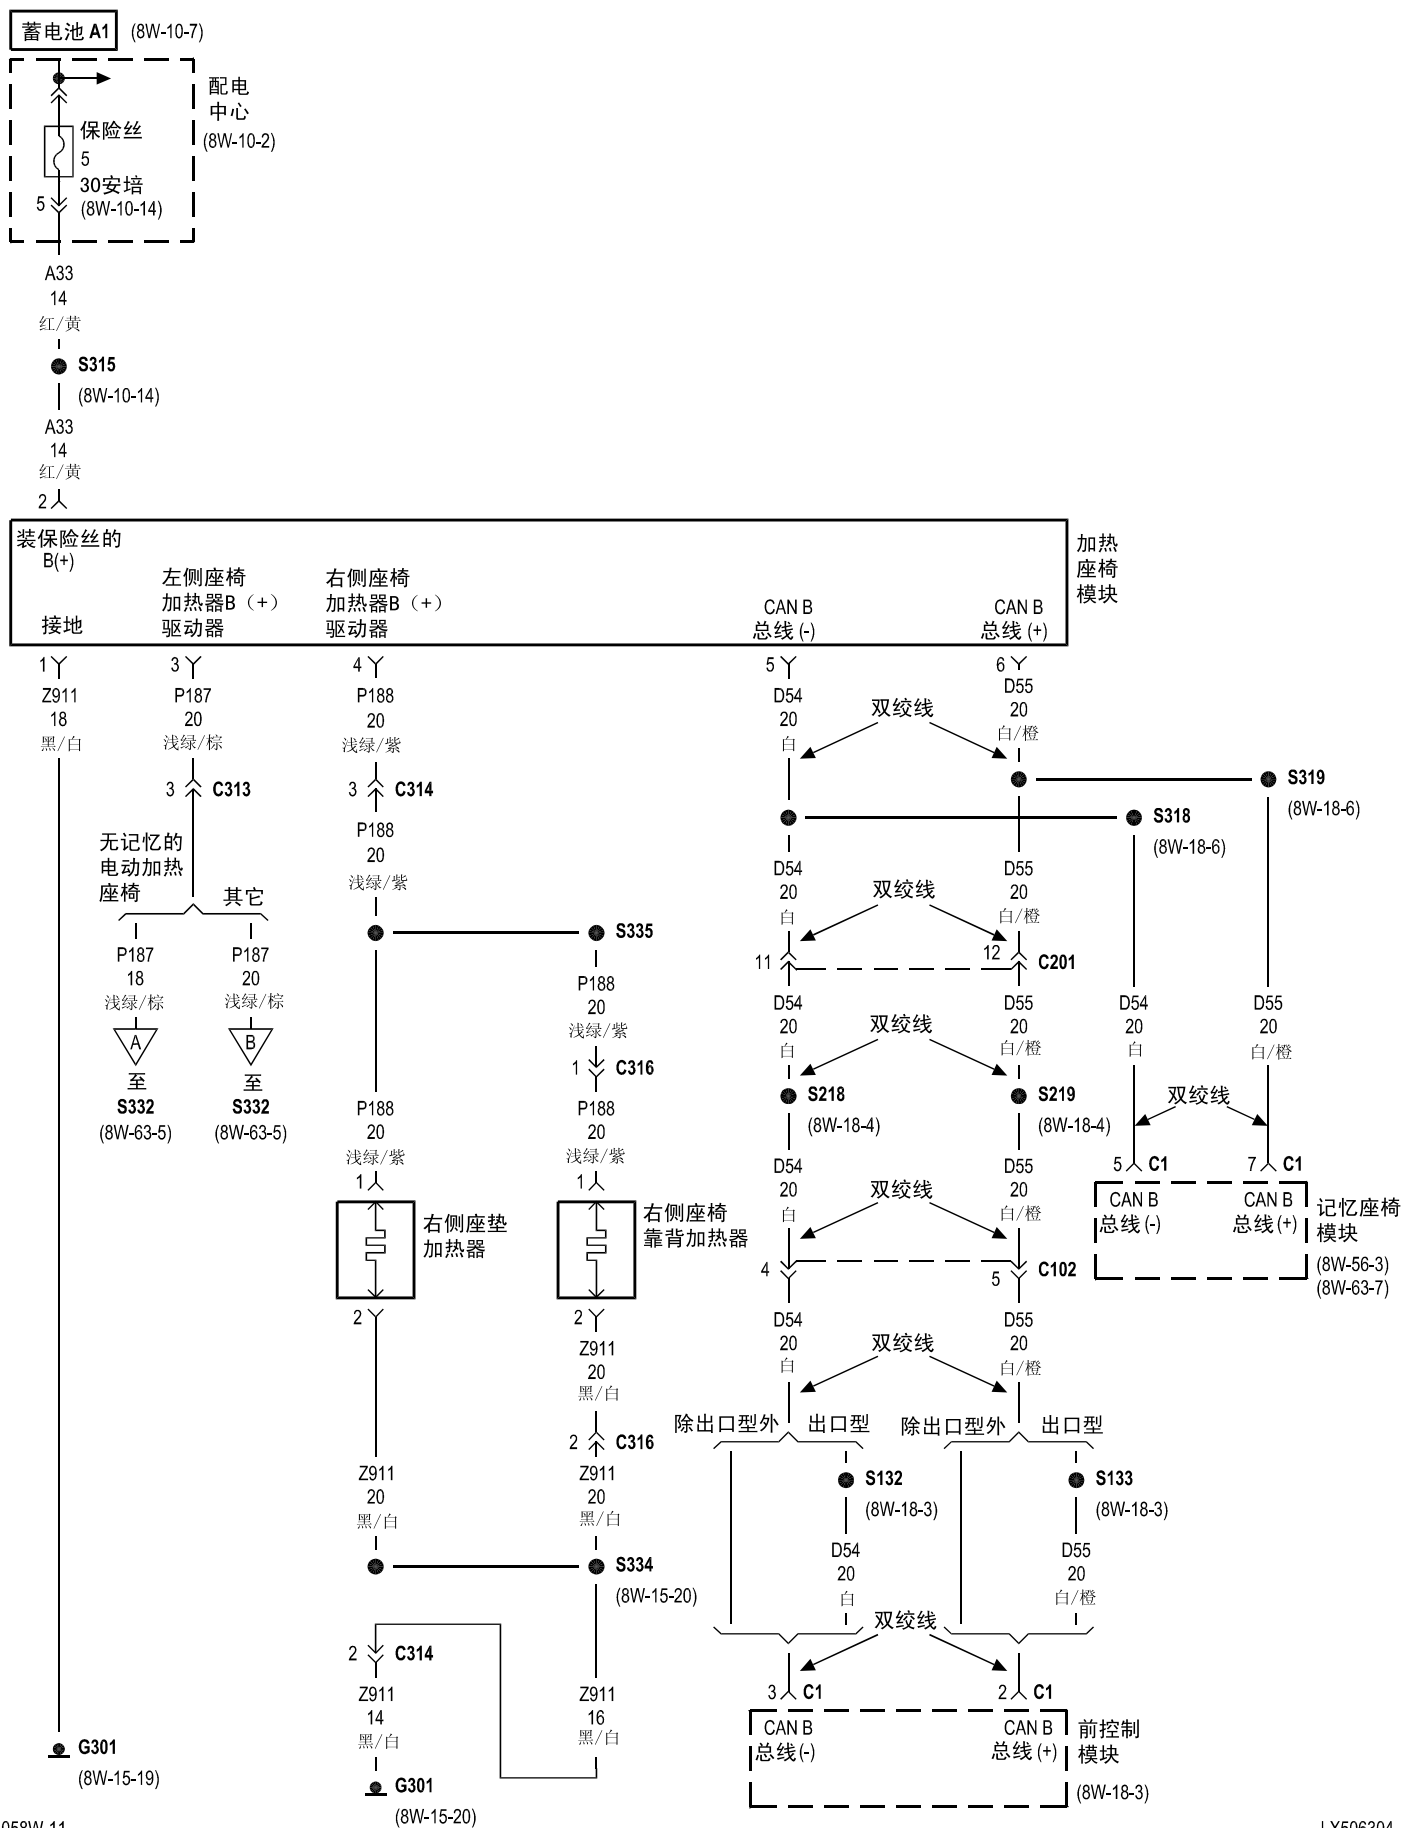 蓄电池 A1 (8W-10-7)
配电
中心
(8W-10-2)
保险丝
5
30安培
5 (8W-10-14)
A33
14
红/黄
S315
(8W-10-14)
A33
14
红/黄
2
装保险丝的
B(+)
接地
左侧座椅
加热器B（+）
驱动器
右侧座椅
加热器B（+）
驱动器
CAN B
总线 (-)
CAN B
总线 (+)
加热
座椅
模块
1
Z911
18
黑/白
3
P187
20
浅绿/棕
3 C313
无记忆的
电动加热
座椅
其它
P187
18
浅绿/棕
A
至
S332
(8W-63-5)
P187
20
浅绿/棕
B
至
S332
(8W-63-5)
4
P188
20
浅绿/紫
3 C314
P188
20
浅绿/紫
S335
P188
20
浅绿/紫
1 C316
P188
20
浅绿/紫
1
P188
20
浅绿/紫
1
右侧座垫
加热器
右侧座椅
靠背加热器
2
2
Z911
20
黑/白
2 C316
Z911
20
黑/白
Z911
20
黑/白
S334
(8W-15-20)
2 C314
Z911
14
黑/白
Z911
16
黑/白
G301
(8W-15-19)
G301
(8W-15-20)
5
D54
20
白
6
D55
20
白/橙
双绞线
S319
(8W-18-6)
S318
(8W-18-6)
D54
20
白
D55
20
白/橙
双绞线
11
12 C201
D54
20
白
D55
20
白/橙
双绞线
S218
(8W-18-4)
S219
(8W-18-4)
D54
20
白
D55
20
白/橙
双绞线
5 C1
7 C1
CAN B
总线 (-)
CAN B
总线 (+)
记忆座椅
模块
(8W-56-3)
(8W-63-7)
D54
20
白
D55
20
白/橙
双绞线
4
5 C102
D54
20
白
D55
20
白/橙
双绞线
除出口型外 出口型
除出口型外 出口型
S132
(8W-18-3)
S133
(8W-18-3)
D54
20
白
D55
20
白/橙
双绞线
3 C1
2 C1
CAN B
总线 (-)
CAN B
总线 (+)
前控制
模块
(8W-18-3)